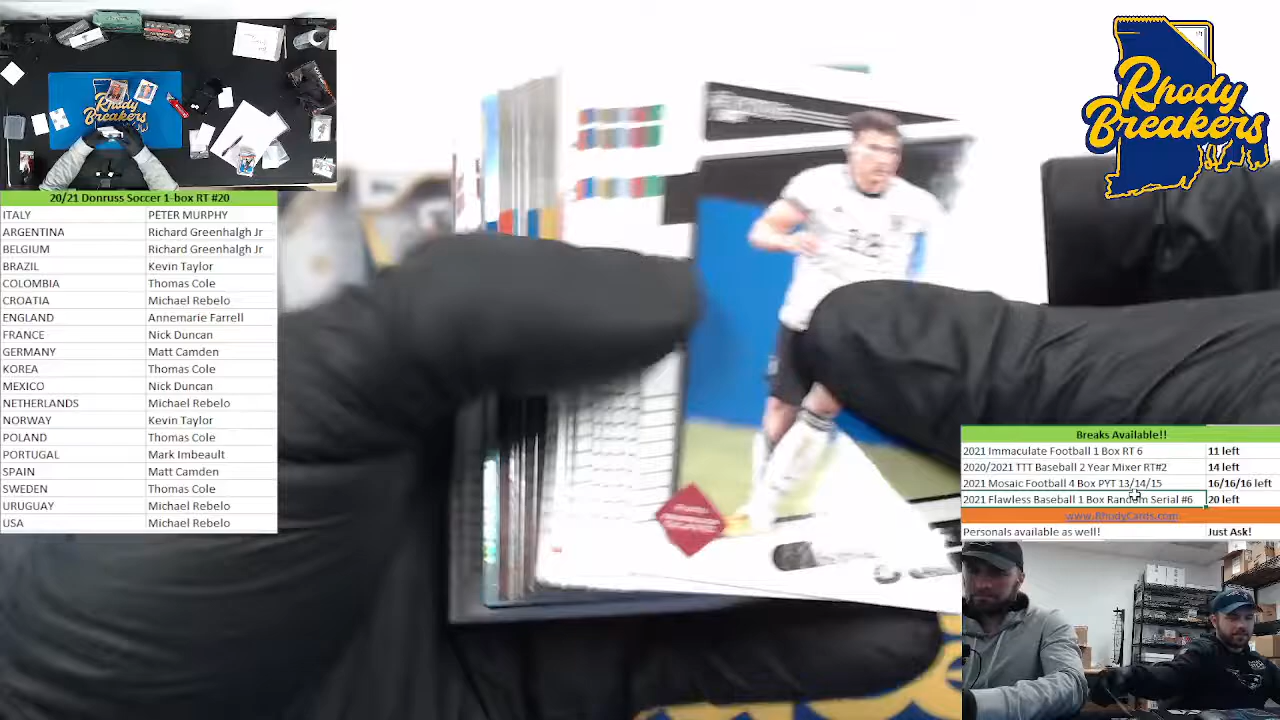 Rhody
Breakers
Rhody
Breakers
20/21 Donruss Soccer 1-box RT #20
ITALY PETER MURPHY
ARGENTINA Richard Greenhalgh Jr
BELGIUM Richard Greenhalgh Jr
BRAZIL Kevin Taylor
COLOMBIA Thomas Cole
CROATIA Michael Rebelo
ENGLAND Annemarie Farrell
FRANCE Nick Duncan
GERMANY Matt Camden
KOREA Thomas Cole
MEXICO Nick Duncan
NETHERLANDS Michael Rebelo
NORWAY Kevin Taylor
POLAND Thomas Cole
PORTUGAL Mark Imbeault
SPAIN Matt Camden
SWEDEN Thomas Cole
URUGUAY Michael Rebelo
USA Michael Rebelo
Breaks Available!!
2021 Immaculate Football 1 Box RT 6 11 left
2020/2021 TTT Baseball 2 Year Mixer RT#2 14 left
2021 Mosaic Football 4 Box PYT 13/14/15 16/16/16 left
2021 Flawless Baseball 1 Box Random Serial #6 20 left
www.RhodyCards.com
Personals available as well! Just Ask!